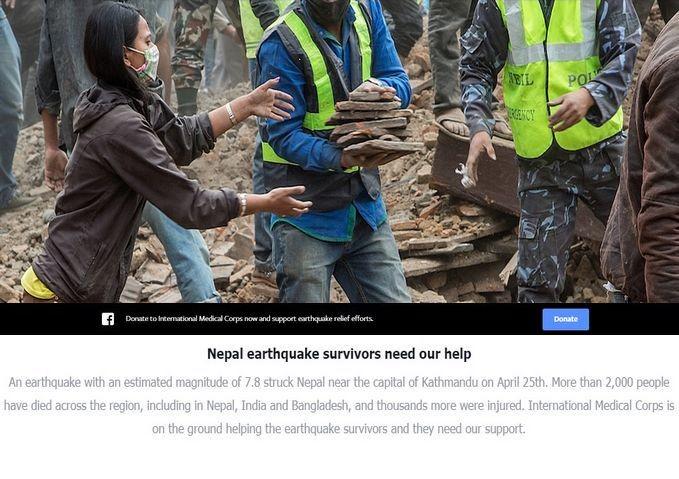 POL
Donate to International Medical Corps now and support earthquake relief efforts.
Donate
Nepal earthquake survivors need our help
An earthquake with an estimated magnitude of 7.8 struck Nepal near the capital of Kathmandu on April 25th. More than 2,000 people
have died across the region, including in Nepal, India and Bangladesh, and thousands more were injured. International Medical Corps is
on the ground helping the earthquake survivors and they need our support.